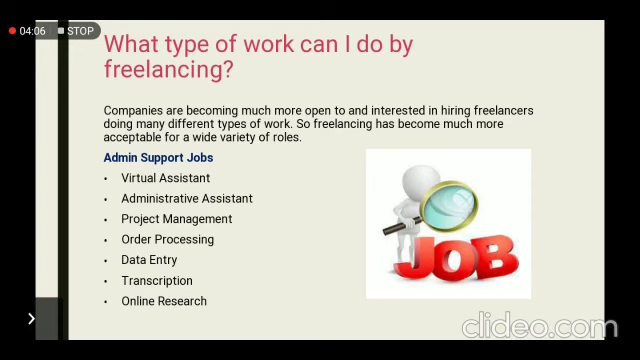 04:06 STOP
What type of work can I do by
freelancing?
Companies are becoming much more open to and interested in hiring freelancers
doing many different types of work. So freelancing has become much more
acceptable for a wide variety of roles.
Admin Support Jobs
• Virtual Assistant
• Administrative Assistant
• Project Management
• Order Processing
• Data Entry
• Transcription
• Online Research
JOB
clideo.com